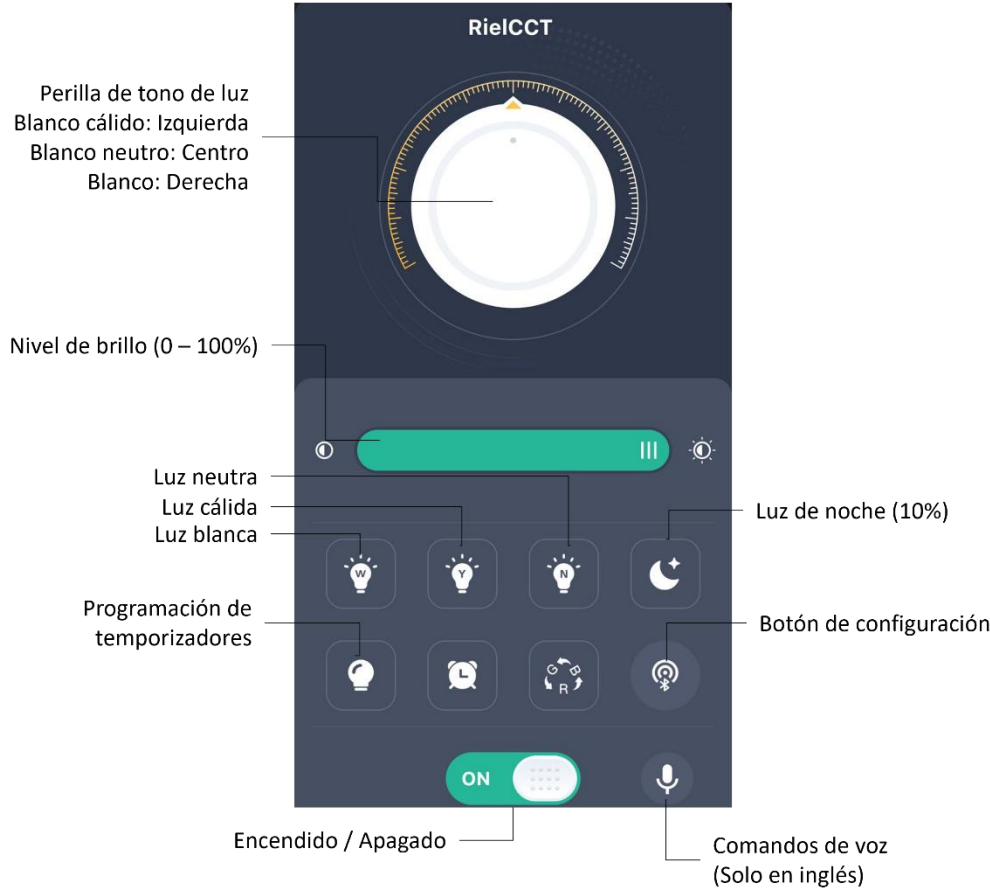 RielCCT
Perilla de tono de luz
Blanco cálido: Izquierda
Blanco neutro: Centro
Blanco: Derecha
Nivel de brillo (0 – 100%)
Luz neutra
Luz cálida
Luz blanca
Luz de noche (10%)
W
Y
N
Programación de
temporizadores
Botón de configuración
G
B
R
ON
Encendido / Apagado
Comandos de voz
(Solo en inglés)